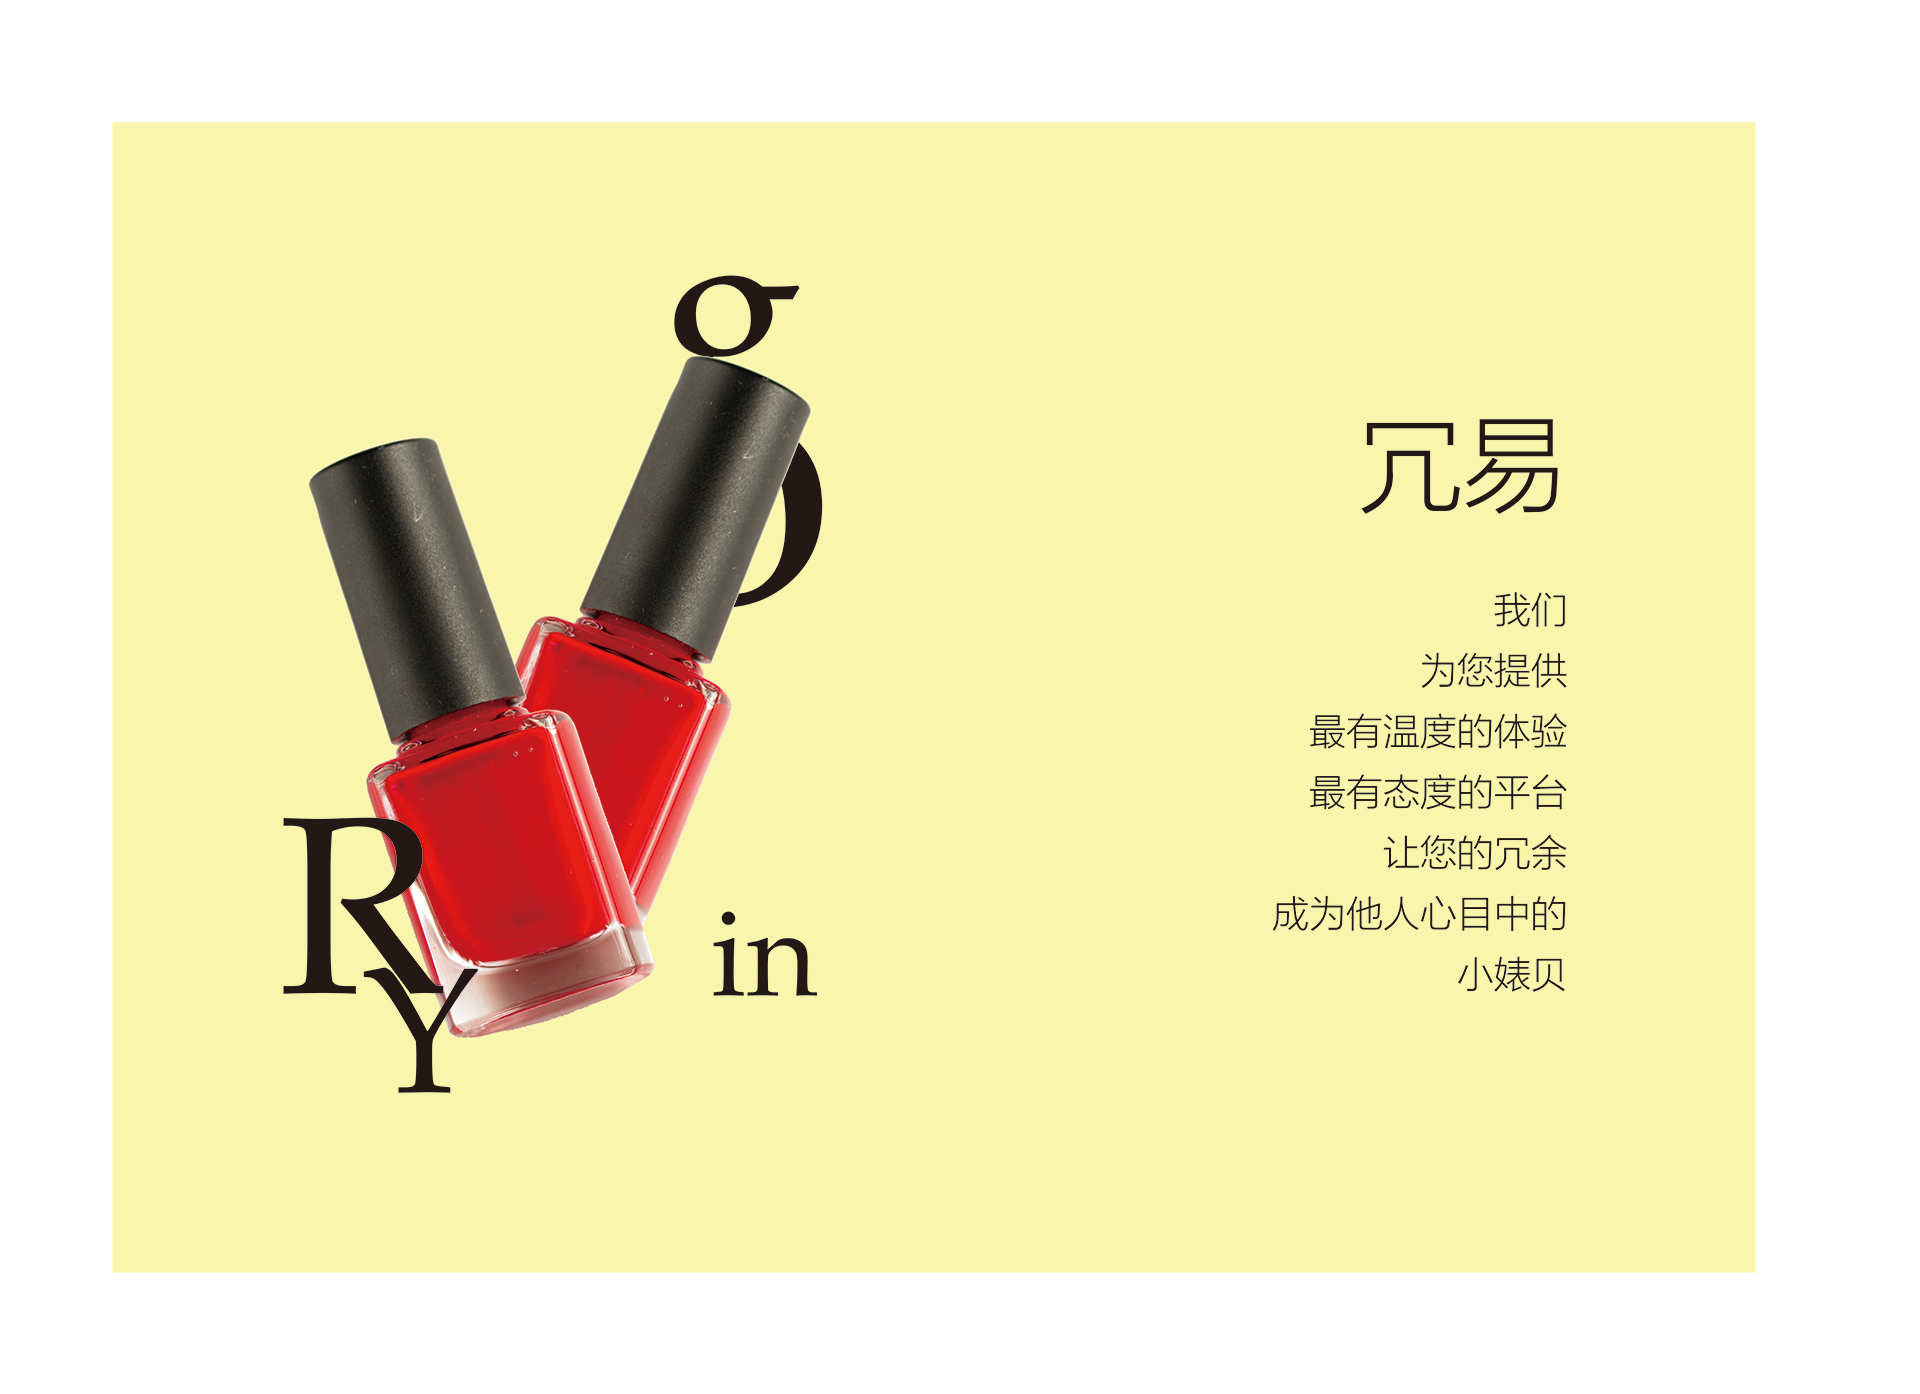 g
R
Y
in
冗易
我们
为您提供
最有温度的体验
最有态度的平台
让您的冗余
成为他人心目中的
小婊贝